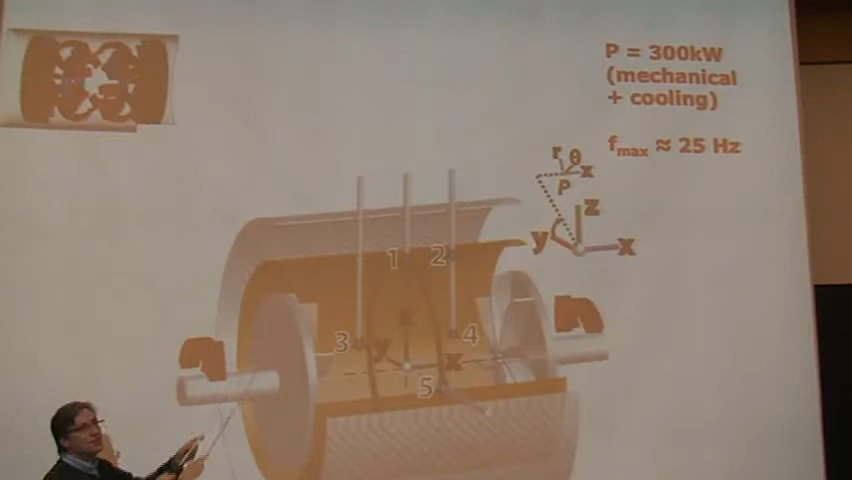 P = 300kW
(mechanical
+ cooling)
fmax ≈ 25 Hz
r θ
x
P
z
y
x
1
2
3
4
z
y
x
5